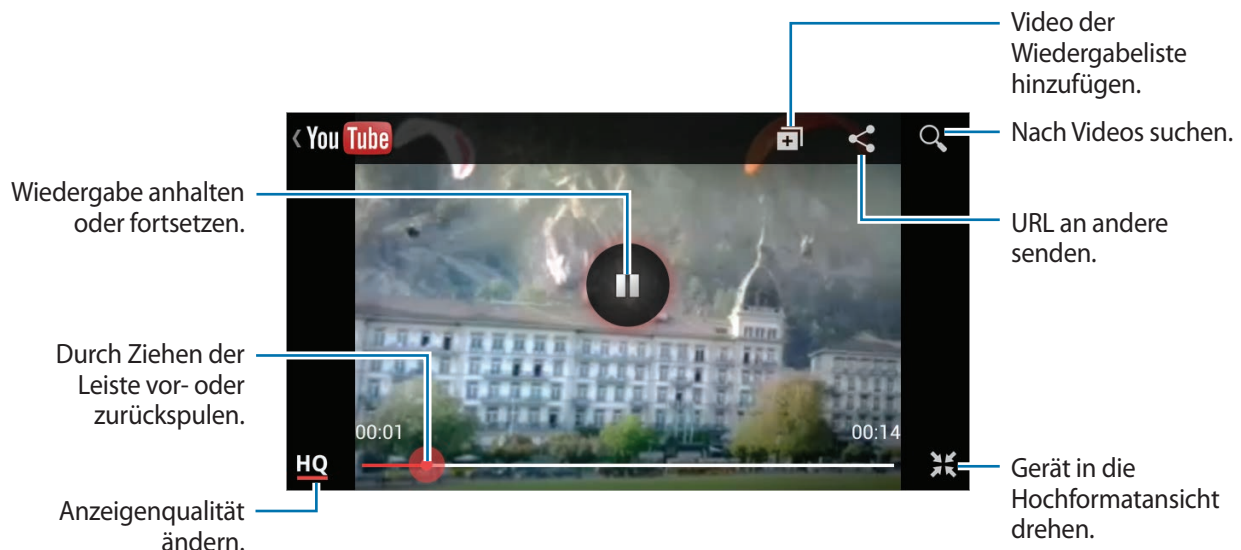 Video der
Wiedergabeliste
hinzufügen.
‹ You Tube
Nach Videos suchen.
Wiedergabe anhalten
oder fortsetzen.
URL an andere
senden.
Durch Ziehen der
Leiste vor- oder
zurückspulen.
00:01
00:14
HQ
Gerät in die
Hochformatansicht
drehen.
Anzeigenqualität
ändern.